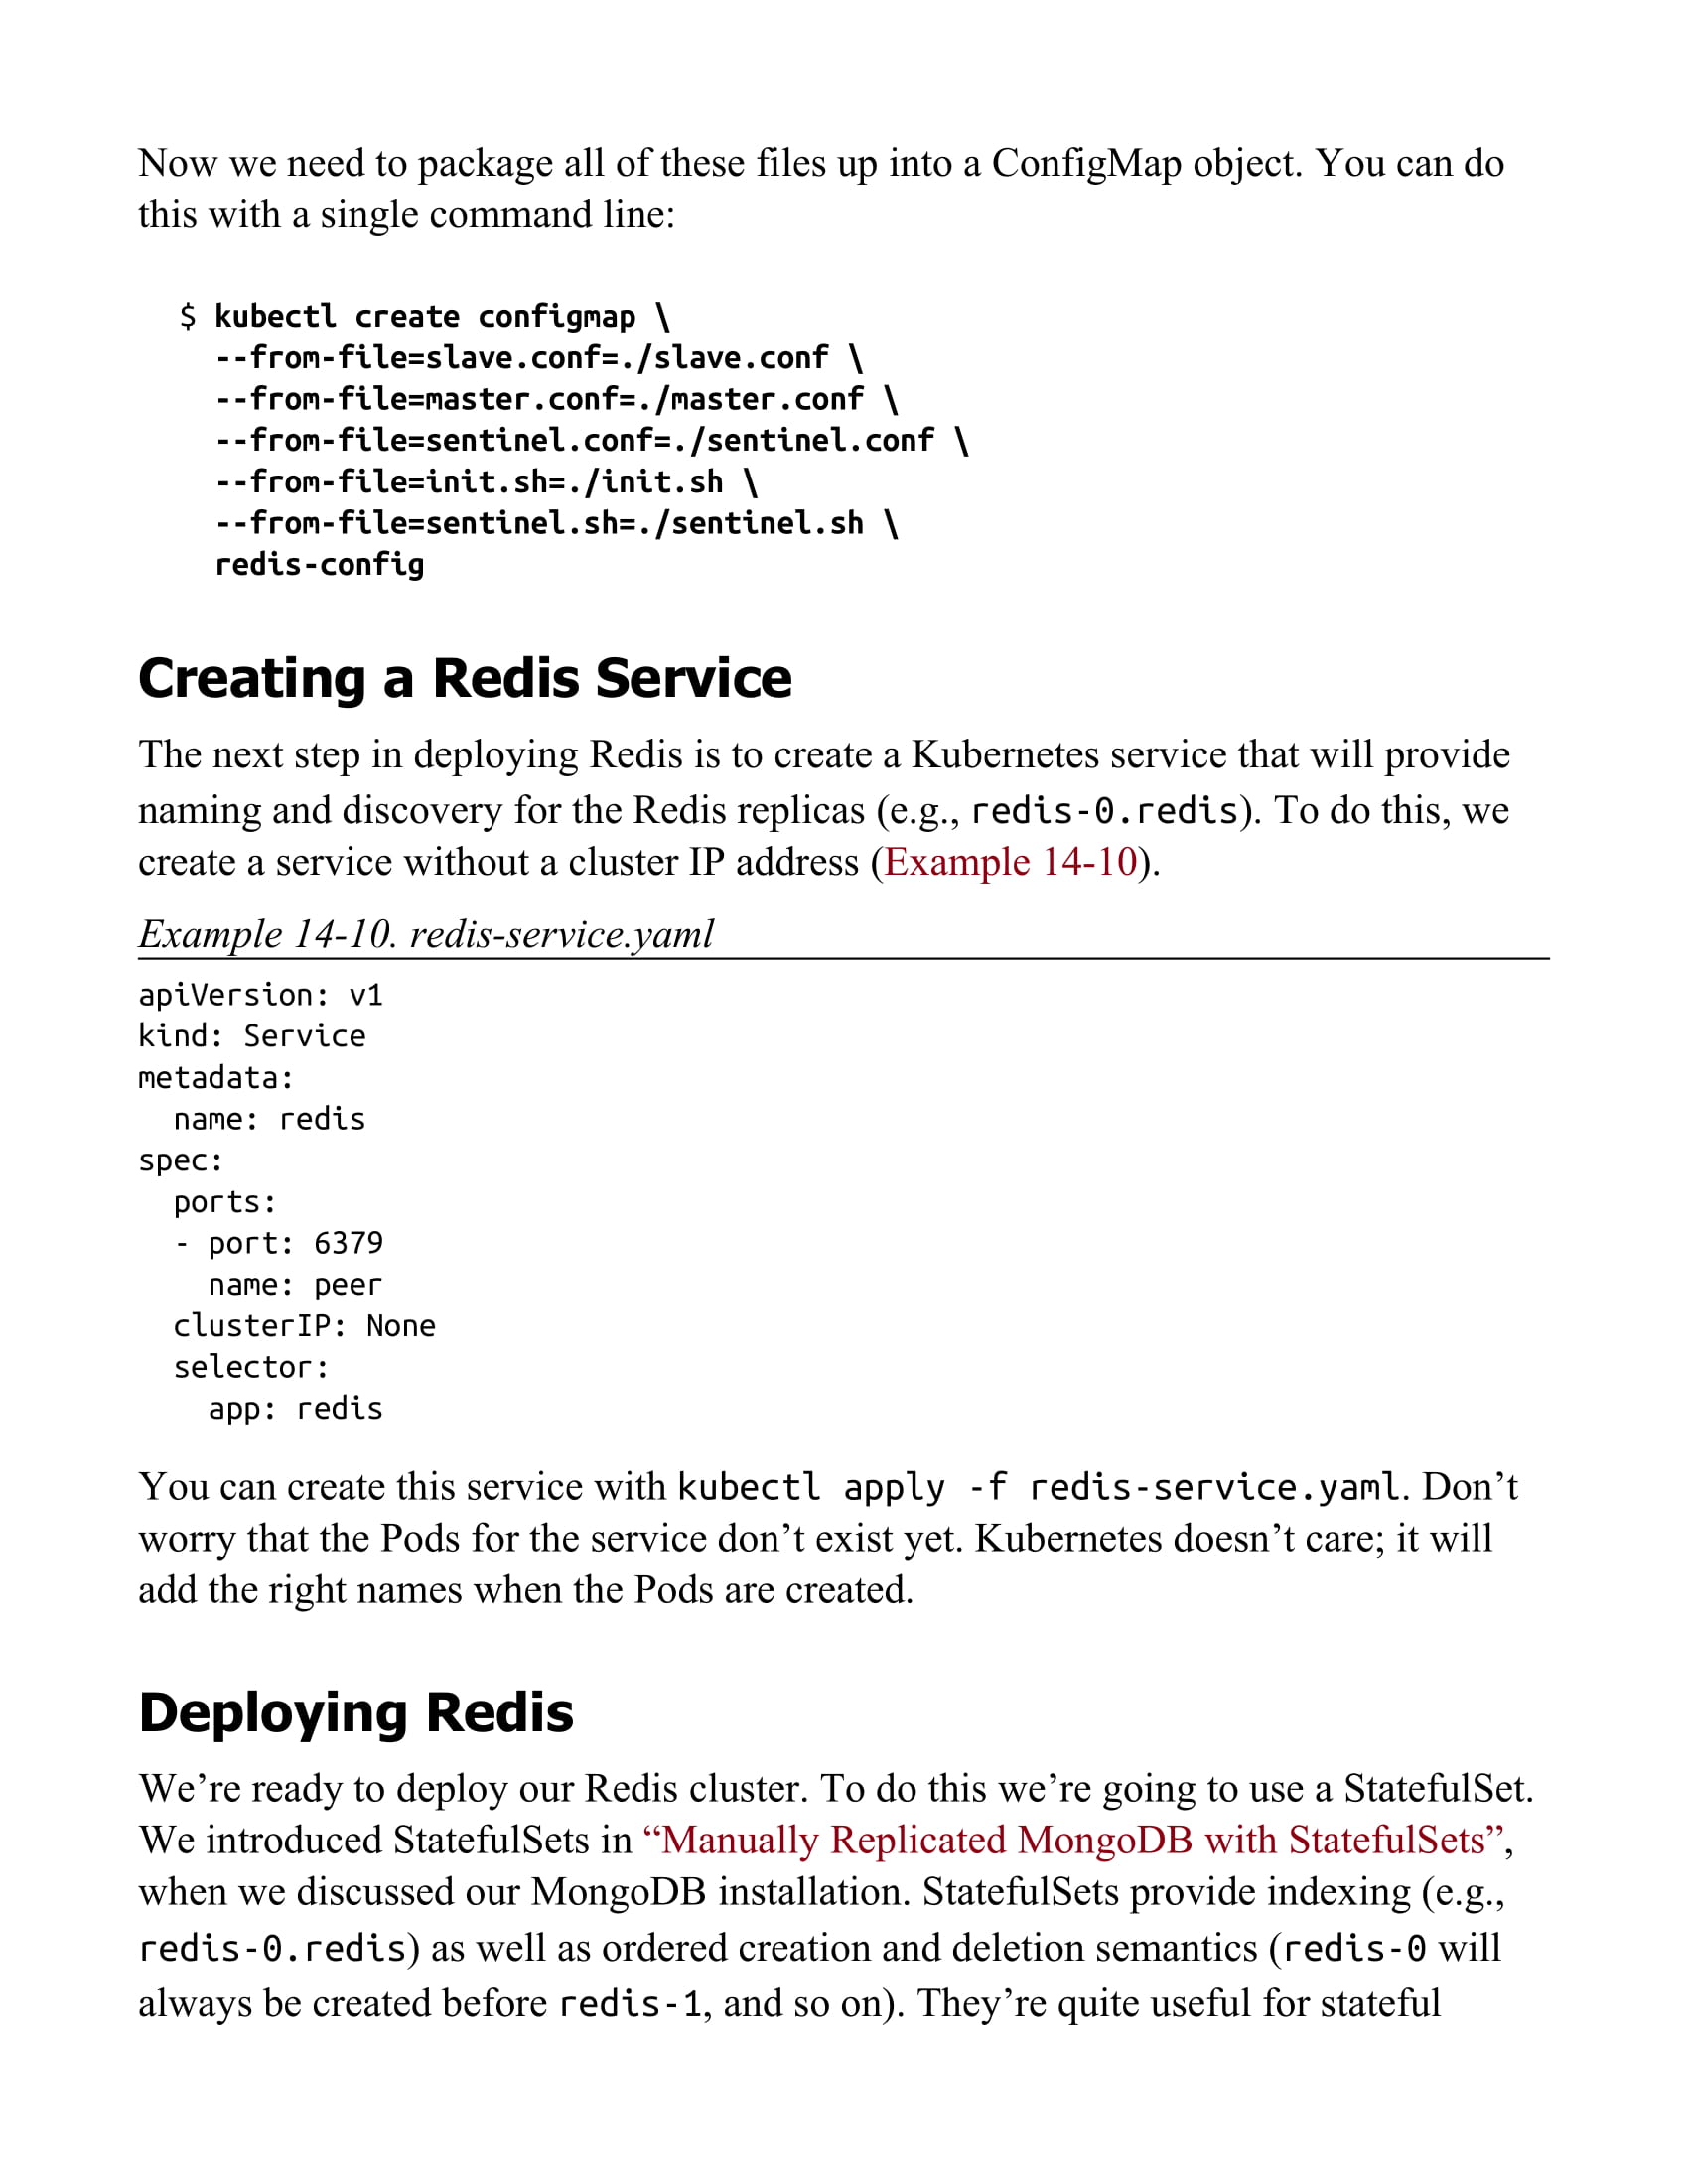 Now we need to package all of these files up into a ConfigMap object. You can do
this with a single command line:
$ kubectl create configmap \
--from-file=slave.conf=./slave.conf \
--from-file=master.conf=./master.conf \
--from-file=sentinel.conf=./sentinel.conf \
--from-file=init.sh=./init.sh \
--from-file=sentinel.sh=./sentinel.sh \
redis-config
Creating a Redis Service
The next step in deploying Redis is to create a Kubernetes service that will provide
naming and discovery for the Redis replicas (e.g., redis-0.redis). To do this, we
create a service without a cluster IP address (Example 14-10).
Example 14-10. redis-service.yaml
apiVersion: v1
kind: Service
metadata:
  name: redis
spec:
  ports:
  - port: 6379
    name: peer
  clusterIP: None
  selector:
    app: redis
You can create this service with kubectl apply -f redis-service.yaml. Don’t
worry that the Pods for the service don’t exist yet. Kubernetes doesn’t care; it will
add the right names when the Pods are created.
Deploying Redis
We’re ready to deploy our Redis cluster. To do this we’re going to use a StatefulSet.
We introduced StatefulSets in “Manually Replicated MongoDB with StatefulSets”,
when we discussed our MongoDB installation. StatefulSets provide indexing (e.g.,
redis-0.redis) as well as ordered creation and deletion semantics (redis-0 will
always be created before redis-1, and so on). They’re quite useful for stateful